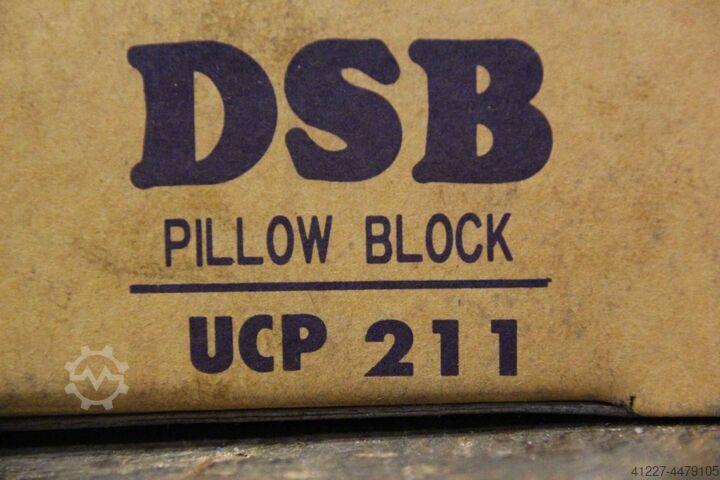 DSB
PILLOW BLOCK
UCP 211
41227-4479105